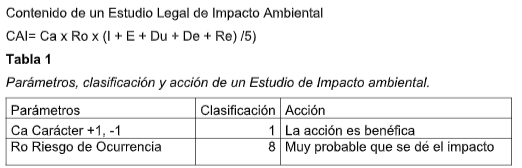 Contenido de un Estudio Legal de Impacto Ambiental
CAI= Ca x Ro x (I + E + Du + De + Re) /5)
Tabla 1
Parámetros, clasificación y acción de un Estudio de Impacto ambiental.
Parámetros Clasificación Acción
Ca Carácter +1, -1 1 La acción es benéfica
Ro Riesgo de Ocurrencia 8 Muy probable que se dé el impacto